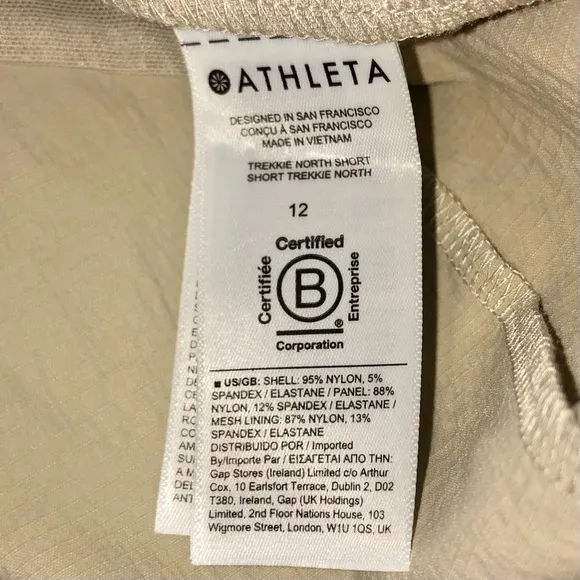 ATHLETA
DESIGNED IN SAN FRANCISCO
CONÇU À SAN FRANCISCO
MADE IN VIETNAM
TREKKIE NORTH SHORT
SHORT TREKKIE NORTH
12
Certified
Certifiée
B
Entreprise
®
Corporation
■ US/GB: SHELL: 95% NYLON, 5%
SPANDEX / ELASTANE / PANEL: 88%
NYLON, 12% SPANDEX / ELASTANE /
MESH LINING: 87% NYLON, 13%
SPANDEX / ELASTANE
DISTRIBUIDO POR / Imported
By/Importe Par / ΕΙΣΑΓΕΤΑΙ ΑΠΟ ΤΗΝ:
Gap Stores (Ireland) Limited c/o Arthur
Cox, 10 Earlsfort Terrace, Dublin 2, D02
T380, Ireland, Gap (UK Holdings)
Limited, 2nd Floor Nations House, 103
Wigmore Street, London, W1U 1QS, UK